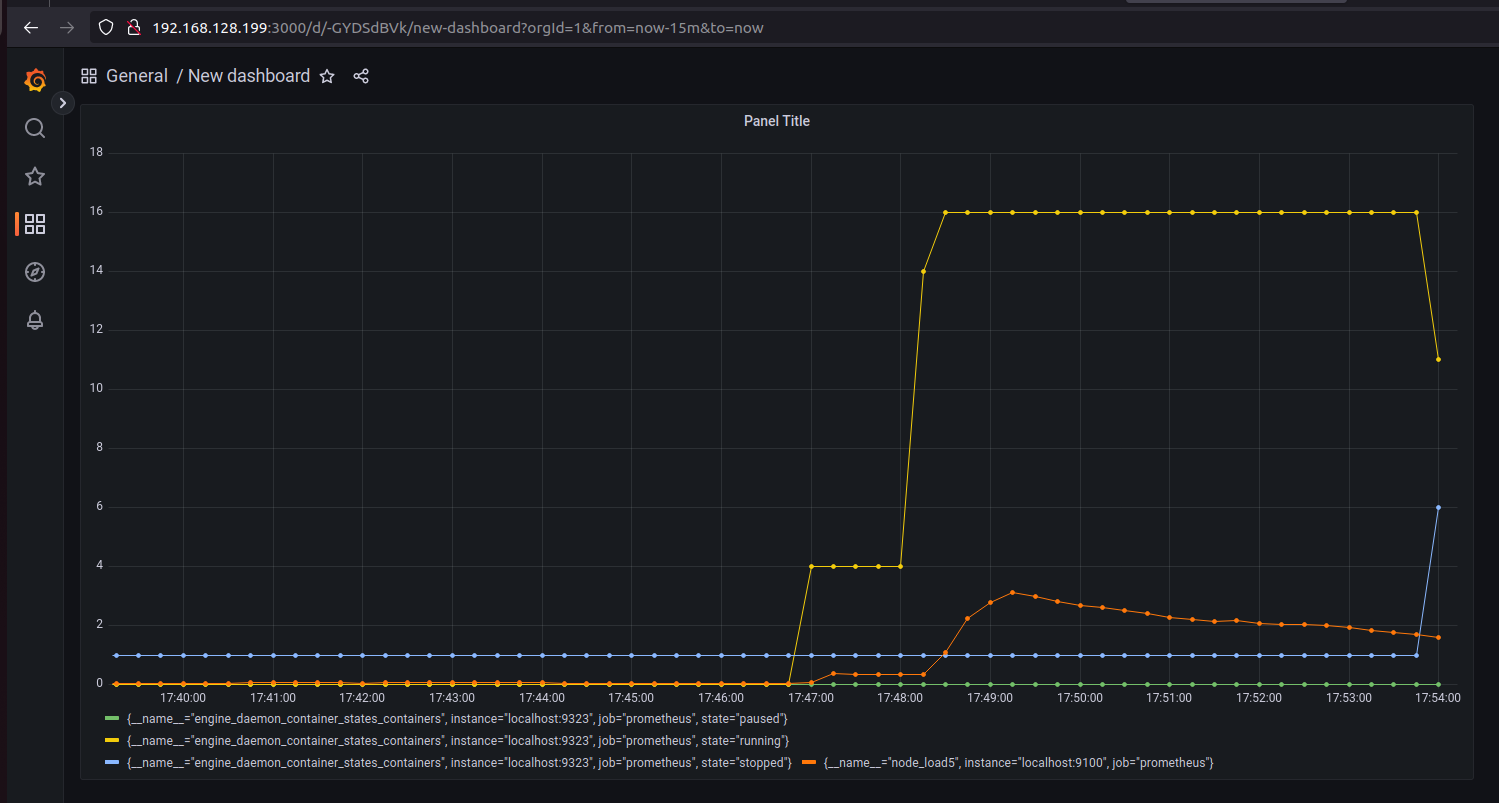 192.168.128.199:3000/d/-GYDSdBVk/new-dashboard?orgId=1&from=now-15m&to=now
General / New dashboard
Panel Title
18
16
14
12
10
8
6
4
2
0
17:40:00 17:41:00 17:42:00 17:43:00 17:44:00 17:45:00 17:46:00 17:47:00 17:48:00 17:49:00 17:50:00 17:51:00 17:52:00 17:53:00 17:54:00
{__name__="engine_daemon_container_states_containers", instance="localhost:9323", job="prometheus", state="paused"}
{__name__="engine_daemon_container_states_containers", instance="localhost:9323", job="prometheus", state="running"}
{__name__="engine_daemon_container_states_containers", instance="localhost:9323", job="prometheus", state="stopped"} {__name__="node_load5", instance="localhost:9100", job="prometheus"}